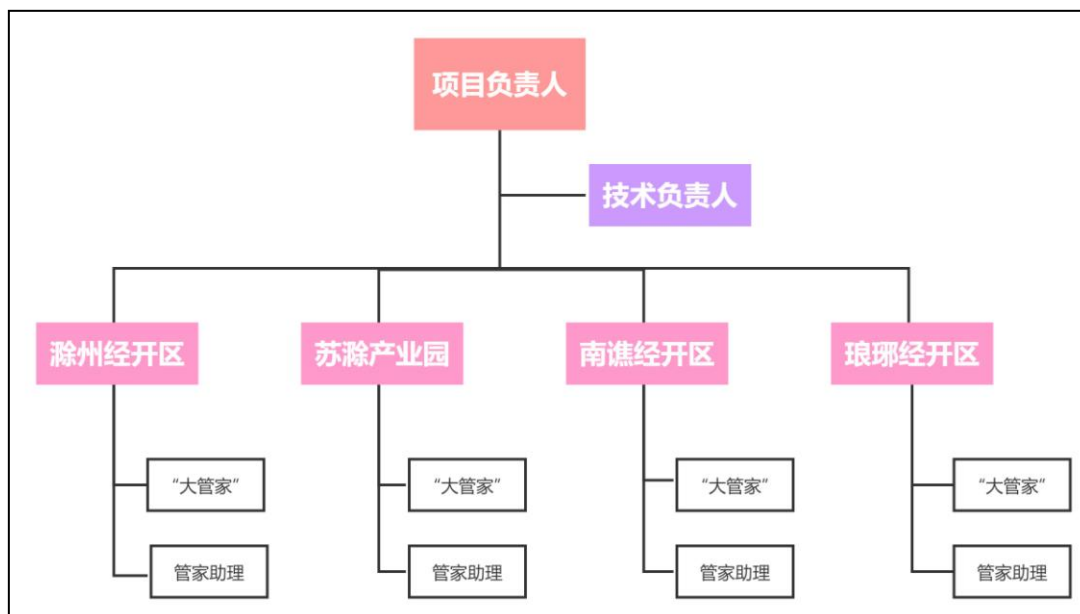 项目负责人
技术负责人
滁州经开区
苏滁产业园
南谯经开区
琅琊经开区
“大管家”
“大管家”
“大管家”
“大管家”
管家助理
管家助理
管家助理
管家助理